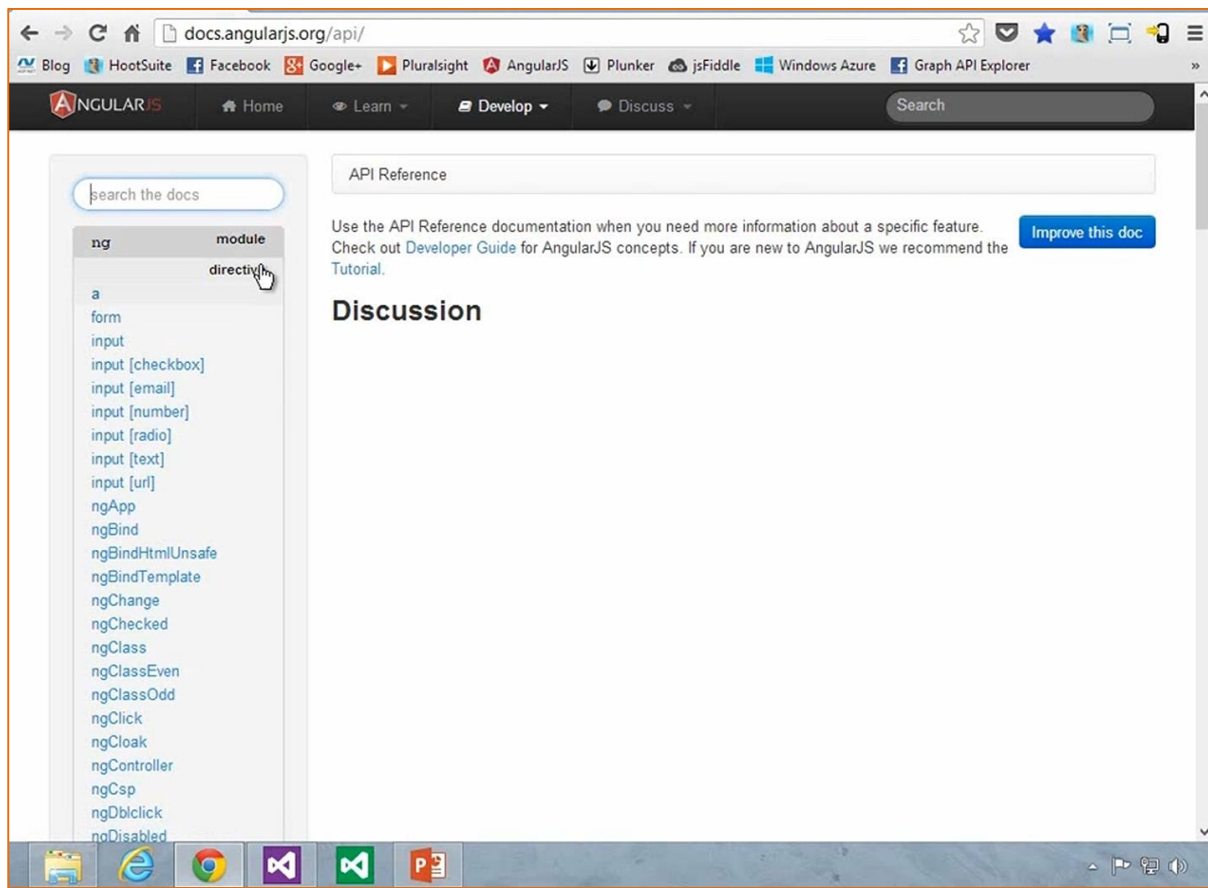 docs.angularjs.org/api/
Blog HootSuite Facebook Google+ Pluralsight AngularJS Plunker jsFiddle Windows Azure Graph API Explorer »
ANGULARJS Home Learn Develop Discuss Search
search the docs
ng module
directive
a
form
input
input [checkbox]
input [email]
input [number]
input [radio]
input [text]
input [url]
ngApp
ngBind
ngBindHtmlUnsafe
ngBindTemplate
ngChange
ngChecked
ngClass
ngClassEven
ngClassOdd
ngClick
ngCloak
ngController
ngCsp
ngDblclick
ngDisabled
API Reference
Use the API Reference documentation when you need more information about a specific feature.
Check out Developer Guide for AngularJS concepts. If you are new to AngularJS we recommend the
Tutorial.
Improve this doc
Discussion